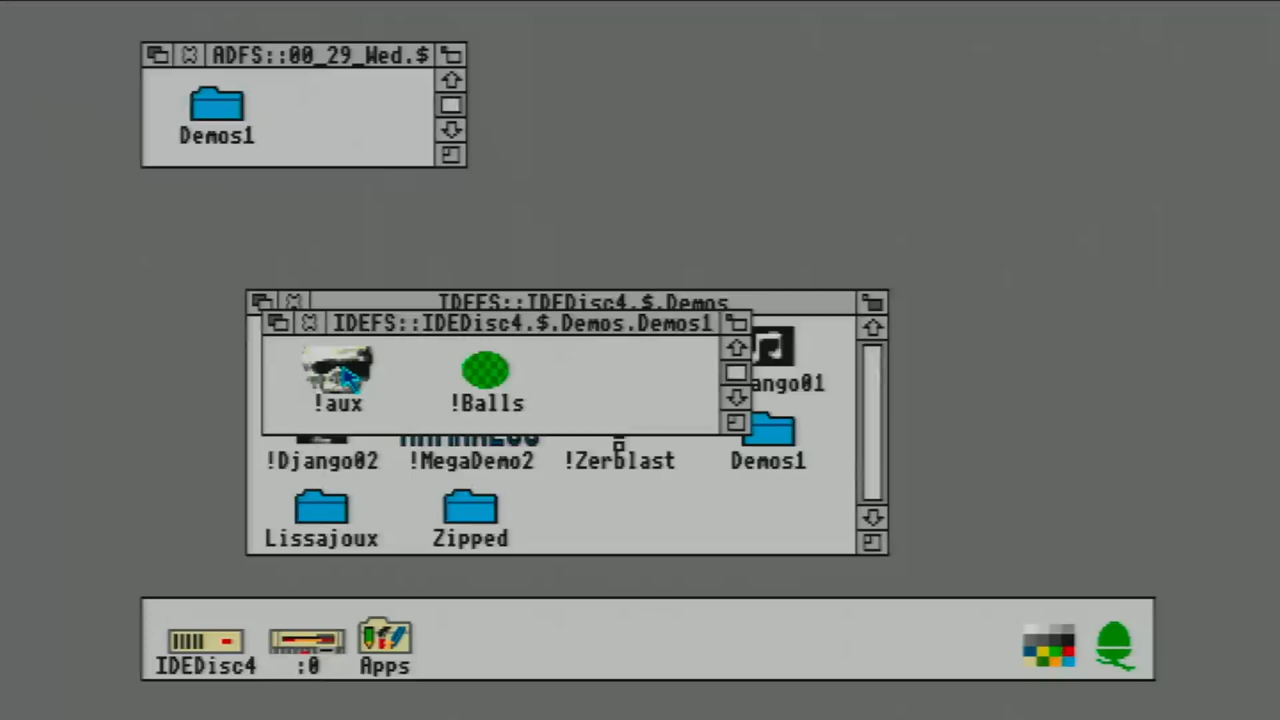 ADFS::00_29_Wed.$
Demos1
IDEFS::IDEDisc4.$.Demos
IDEFS::IDEDisc4.$.Demos.Demos1
!aux
!Balls
ango01
!Django02
!MegaDemo2
!Zerblast
Demos1
Lissajoux
Zipped
IDEDisc4
:0
Apps